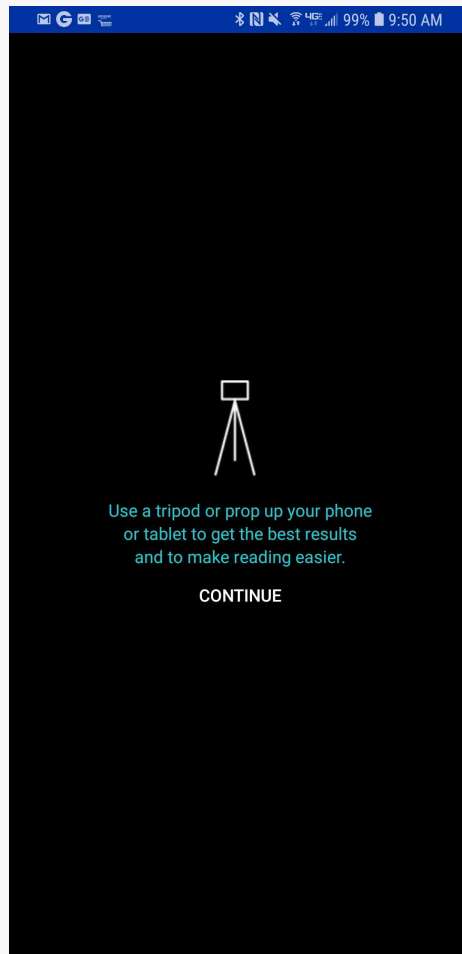 99% 9:50 AM
Use a tripod or prop up your phone
or tablet to get the best results
and to make reading easier.
CONTINUE